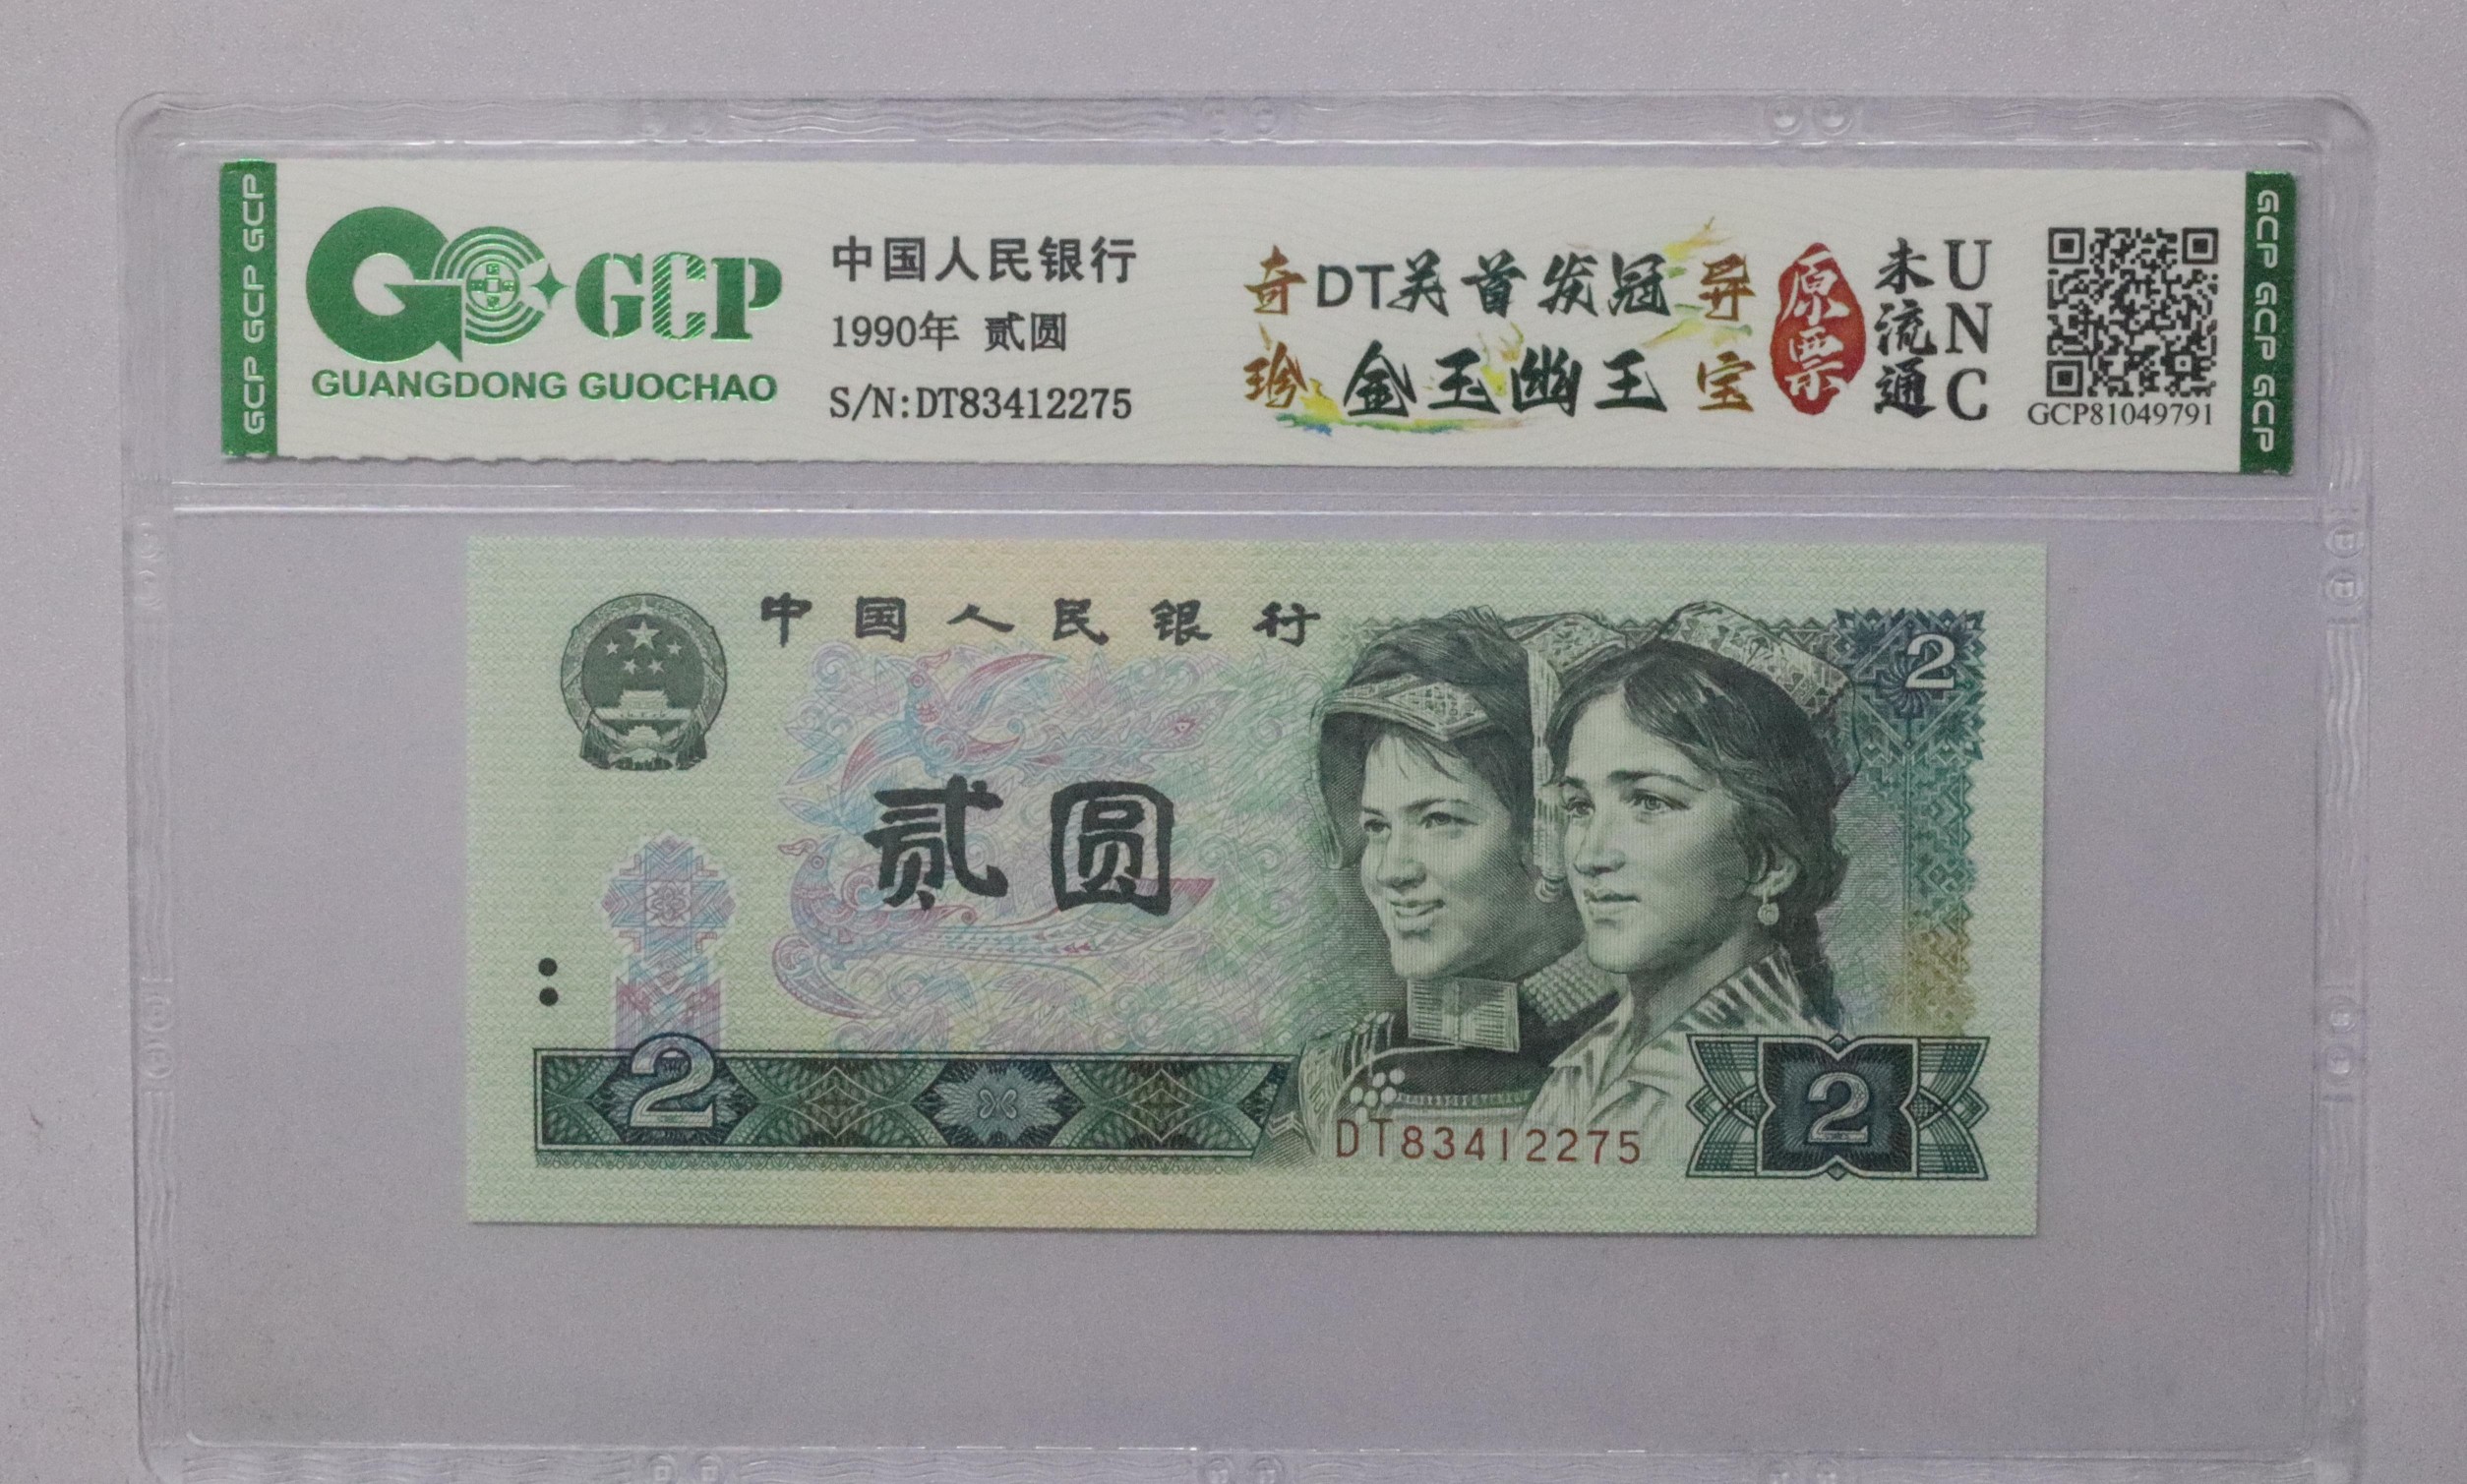 GCP GCP GCP
GCP
GUANGDONG GUOCHAO
中国人民银行
1990年 贰圆
S/N:DT83412275
奇珍异宝
DT关首发冠
金玉幽王
原票
未流通
UNC
GCP81049791
GCP GCP GCP
中国人民银行
2
贰圆
2
DT83412275
2